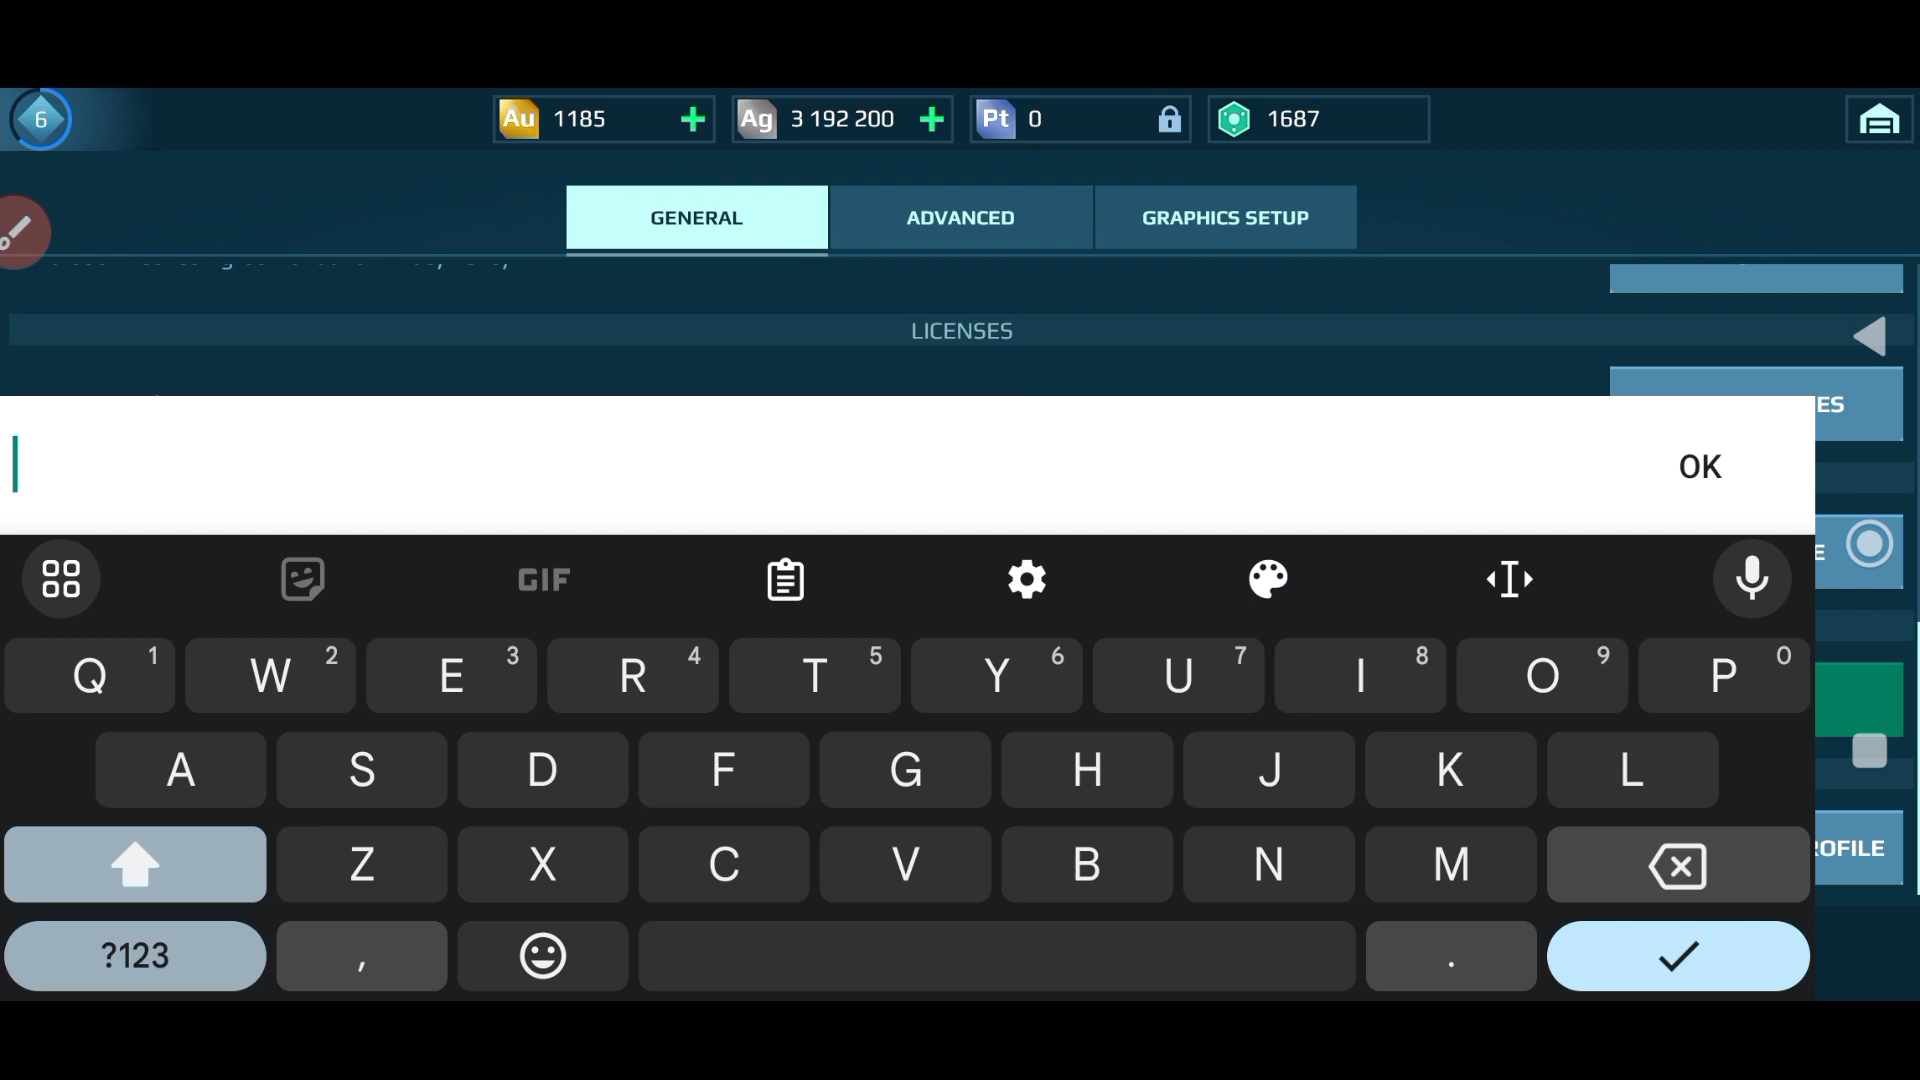 6
Au 1185 + Ag 3 192 200 + Pt 0 1687
GENERAL ADVANCED GRAPHICS SETUP
LICENSES
ES
OK
E
GIF
Q 1 W 2 E 3 R 4 T 5 Y 6 U 7 I 8 O 9 P 0
A S D F G H J K L
Z X C V B N M
ROFILE
?123 , .